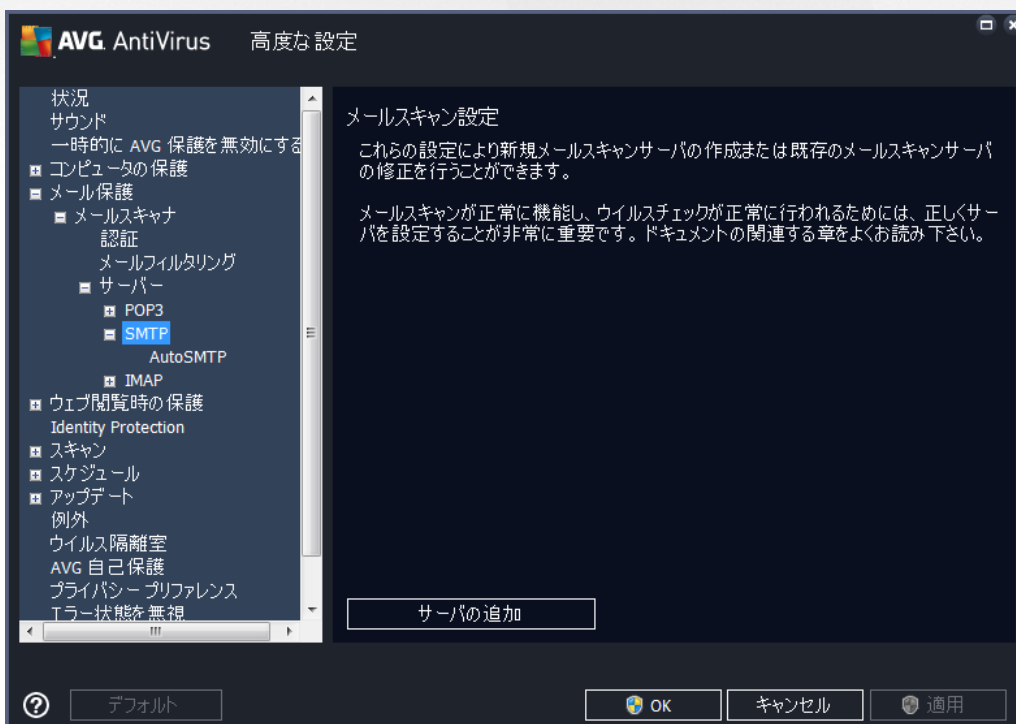 AVG. AntiVirus 高度な設定
状況
サウンド
一時的に AVG 保護を無効にする
コンピュータの保護
メール保護
メールスキャナ
認証
メールフィルタリング
サーバー
POP3
SMTP
AutoSMTP
IMAP
ウェブ閲覧時の保護
Identity Protection
スキャン
スケジュール
アップデート
例外
ウイルス隔離室
AVG 自己保護
プライバシー プリファレンス
エラー状態を無視
メールスキャン設定
これらの設定により新規メールスキャンサーバの作成または既存のメールスキャンサーバ
の修正を行うことができます。
メールスキャンが正常に機能し、ウイルスチェックが正常に行われるためには、正しくサー
バを設定することが非常に重要です。ドキュメントの関連する章をよくお読み下さい。
サーバの追加
デフォルト
OK
キャンセル
適用